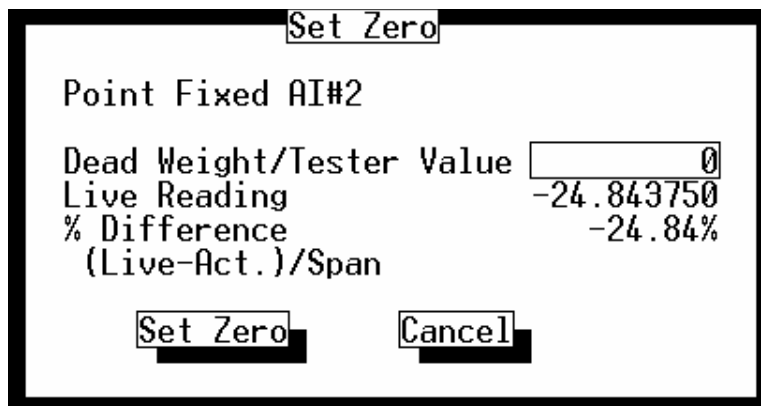 Set Zero
Point Fixed AI#2
Dead Weight/Tester Value 0
Live Reading -24.843750
% Difference -24.84%
(Live-Act.)/Span
Set Zero Cancel